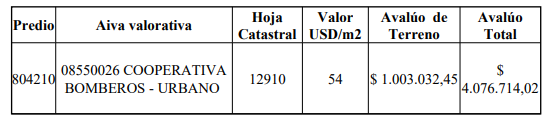 Predio Aiva valorativa Hoja Catastral Valor USD/m2 Avalúo de Terreno Avalúo Total
804210 08550026 COOPERATIVA BOMBEROS - URBANO 12910 54 $ 1.003.032,45 $ 4.076.714,02